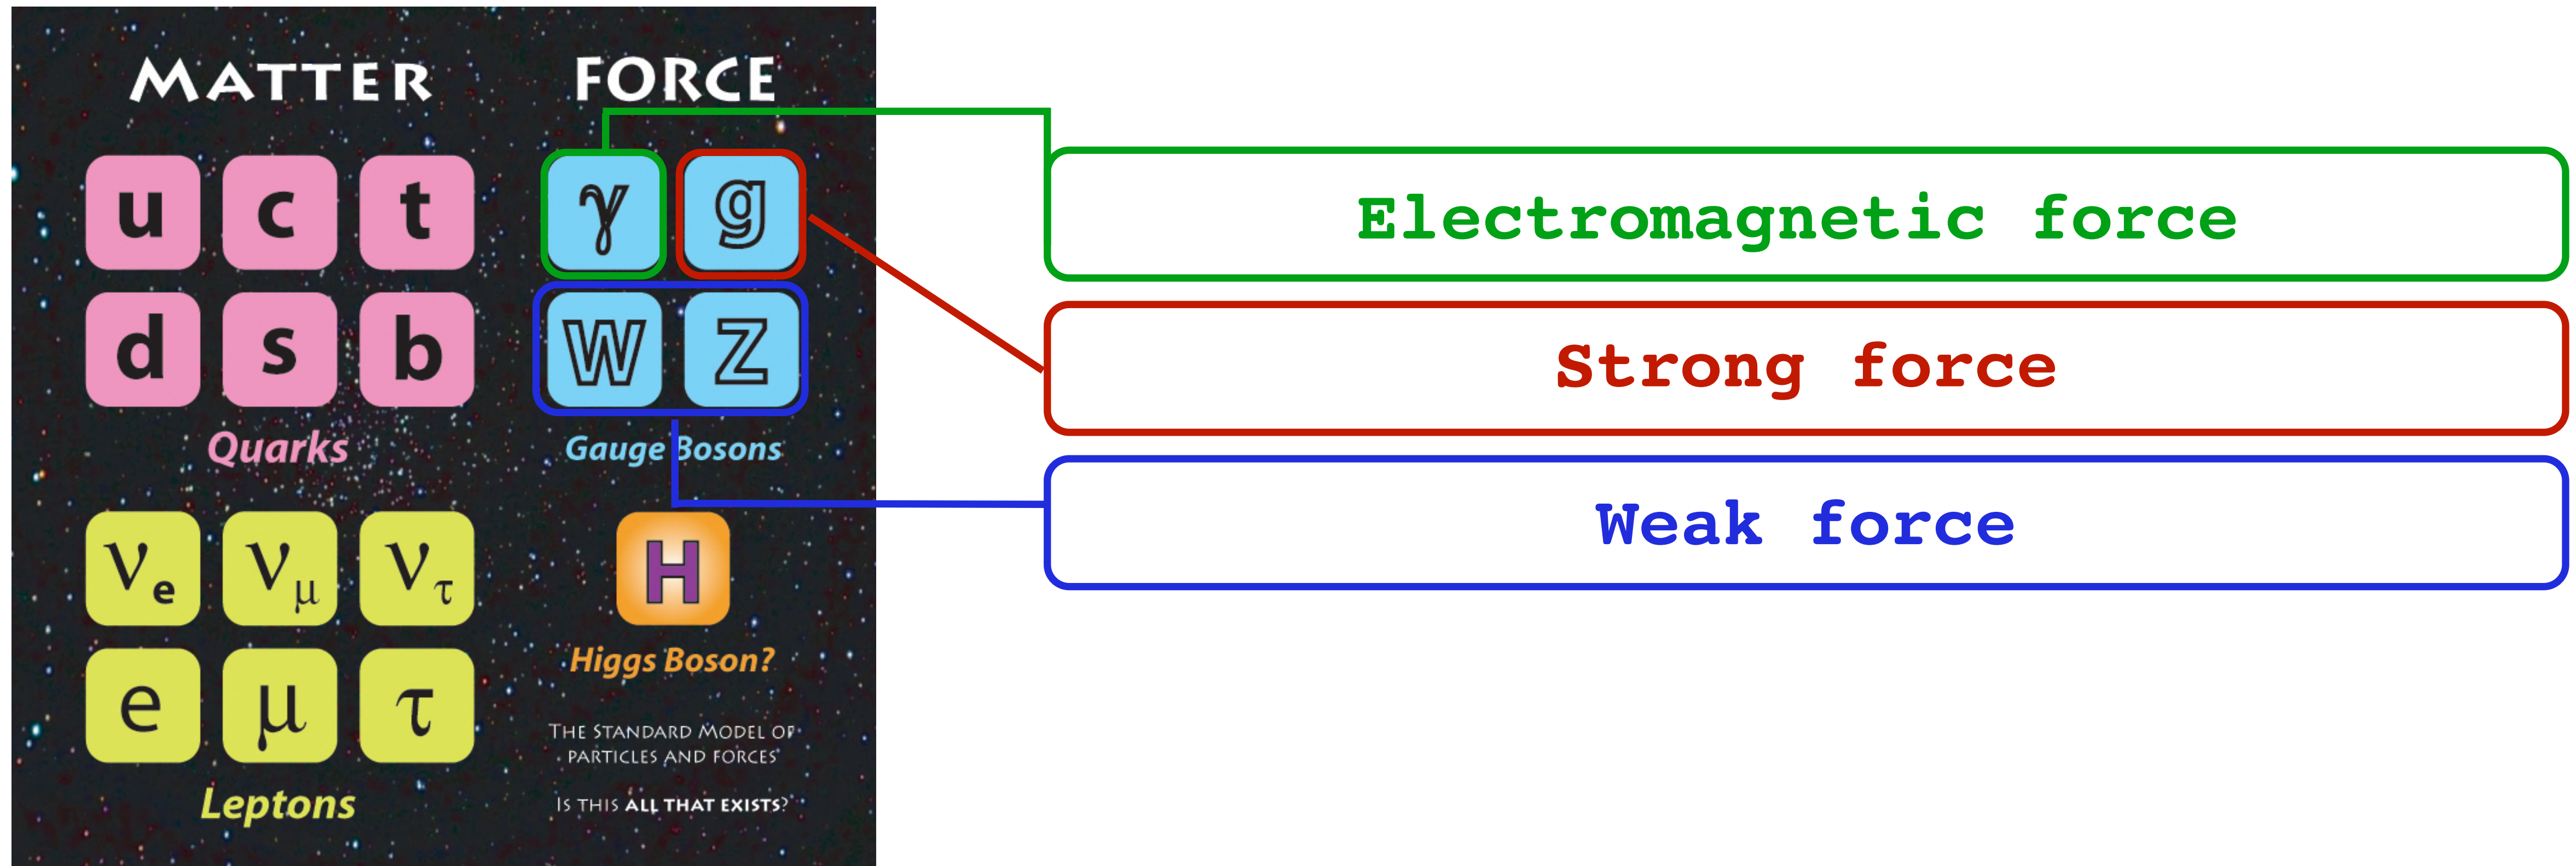 MATTER
FORCE
u c t
d s b
Quarks
γ g
W Z
Gauge Bosons
νe νμ ντ
e μ τ
Leptons
H
Higgs Boson?
THE STANDARD MODEL OF
PARTICLES AND FORCES
IS THIS ALL THAT EXISTS?
Electromagnetic force
Strong force
Weak force